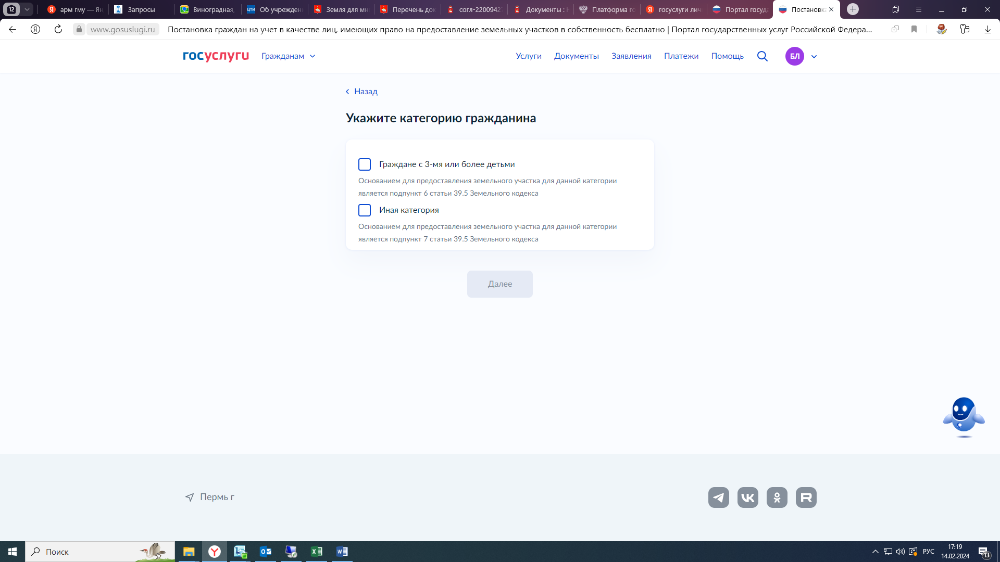 12
арм гму — Ян
Запросы
Виноградная,
Об учрежден
Земля для мн
Перечень док
согл-2200942
Документы : Н
Платформа го
госуслуги лич
Портал госуда
Постановка
www.gosuslugi.ru
Постановка граждан на учет в качестве лиц, имеющих право на предоставление земельных участков в собственность бесплатно | Портал государственных услуг Российской Федера...
госуслуги
Гражданам
Услуги
Документы
Заявления
Платежи
Помощь
БЛ
Назад
Укажите категорию гражданина
Граждане с 3-мя или более детьми
Основанием для предоставления земельного участка для данной категории
является подпункт 6 статьи 39.5 Земельного кодекса
Иная категория
Основанием для предоставления земельного участка для данной категории
является подпункт 7 статьи 39.5 Земельного кодекса
Далее
Пермь г
Поиск
РУС
17:19
14.02.2024
13